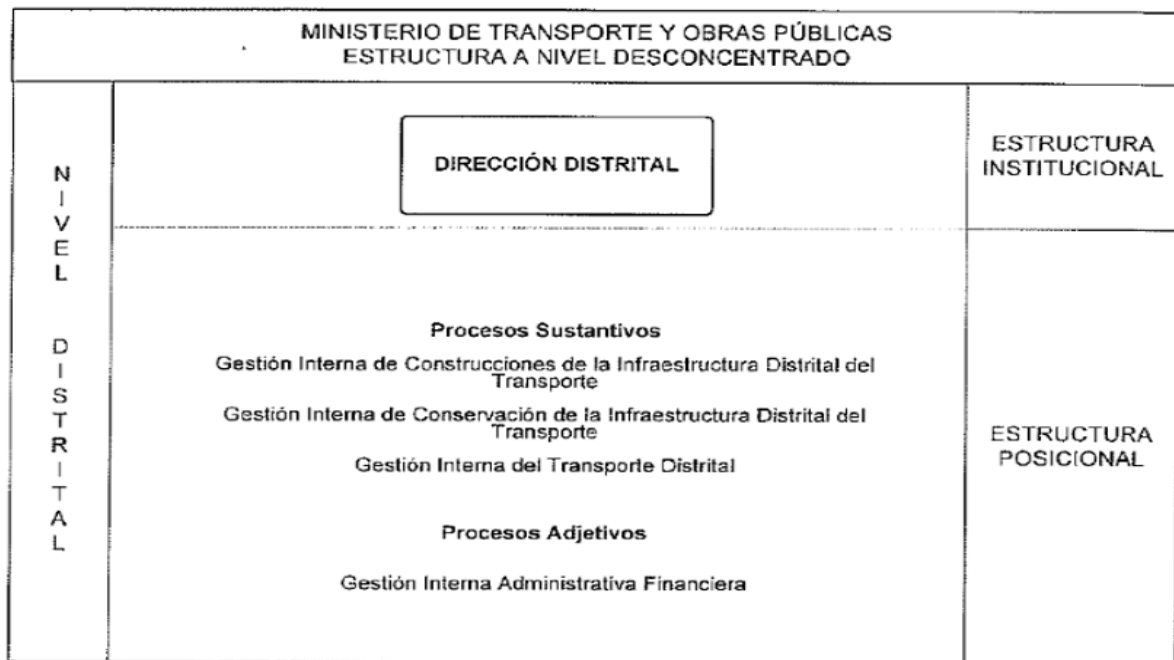 MINISTERIO DE TRANSPORTE Y OBRAS PÚBLICAS
ESTRUCTURA A NIVEL DESCONCENTRADO
NIVEL DISTRITAL
DIRECCIÓN DISTRITAL
ESTRUCTURA
INSTITUCIONAL
Procesos Sustantivos
Gestión Interna de Construcciones de la Infraestructura Distrital del
Transporte
Gestión Interna de Conservación de la Infraestructura Distrital del
Transporte
Gestión Interna del Transporte Distrital
Procesos Adjetivos
Gestión Interna Administrativa Financiera
ESTRUCTURA
POSICIONAL